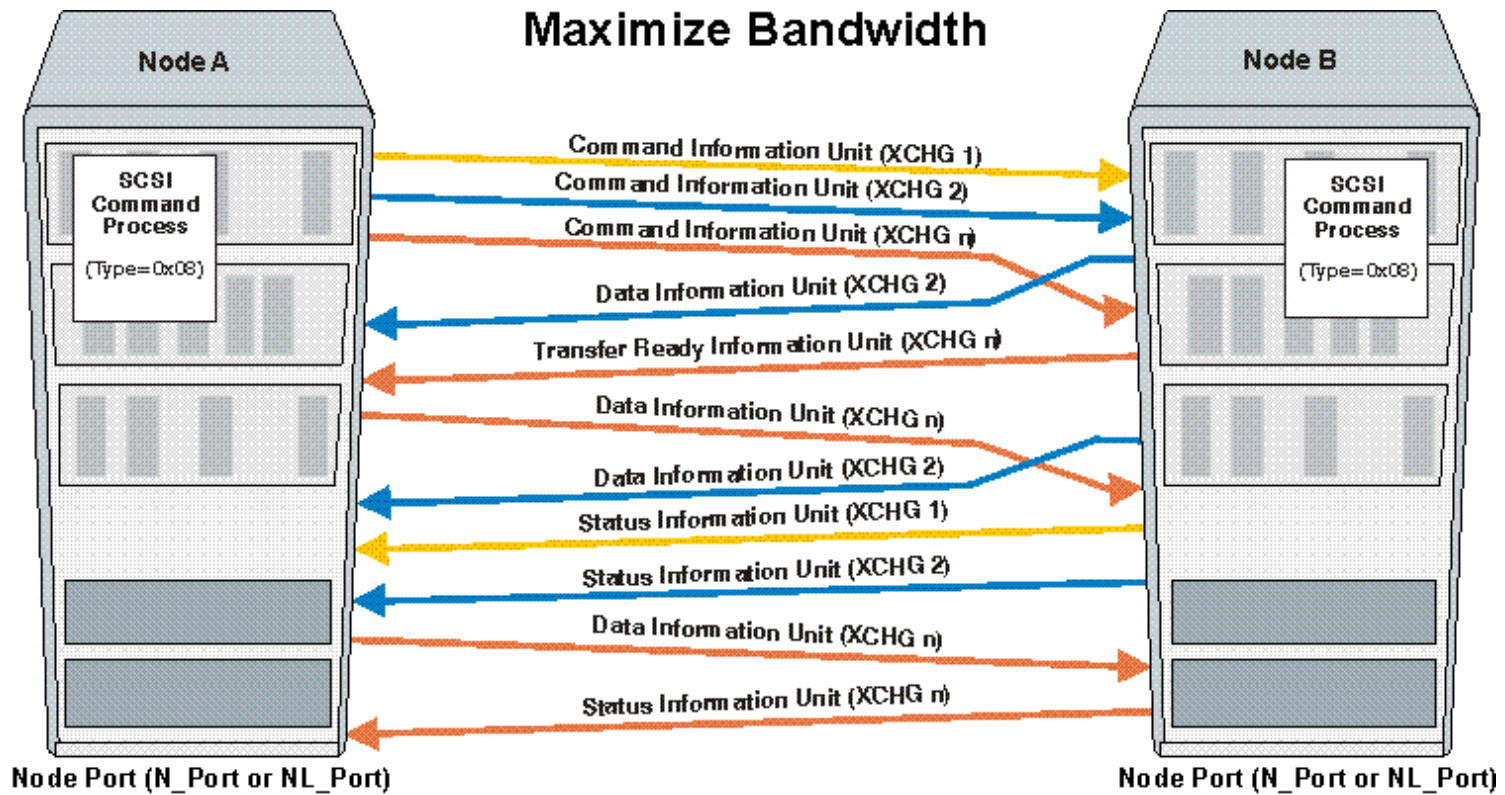 Maximize Bandwidth
Node A
Node B
SCSI
Command
Process
(Type=0x08)
SCSI
Command
Process
(Type=0x08)
Command Information Unit (XCHG 1)
Command Information Unit (XCHG 2)
Command Information Unit (XCHG n)
Data Information Unit (XCHG 2)
Transfer Ready Information Unit (XCHG n)
Data Information Unit (XCHG n)
Data Information Unit (XCHG 2)
Status Information Unit (XCHG 1)
Status Information Unit (XCHG 2)
Data Information Unit (XCHG n)
Status Information Unit (XCHG n)
Node Port (N_Port or NL_Port)
Node Port (N_Port or NL_Port)